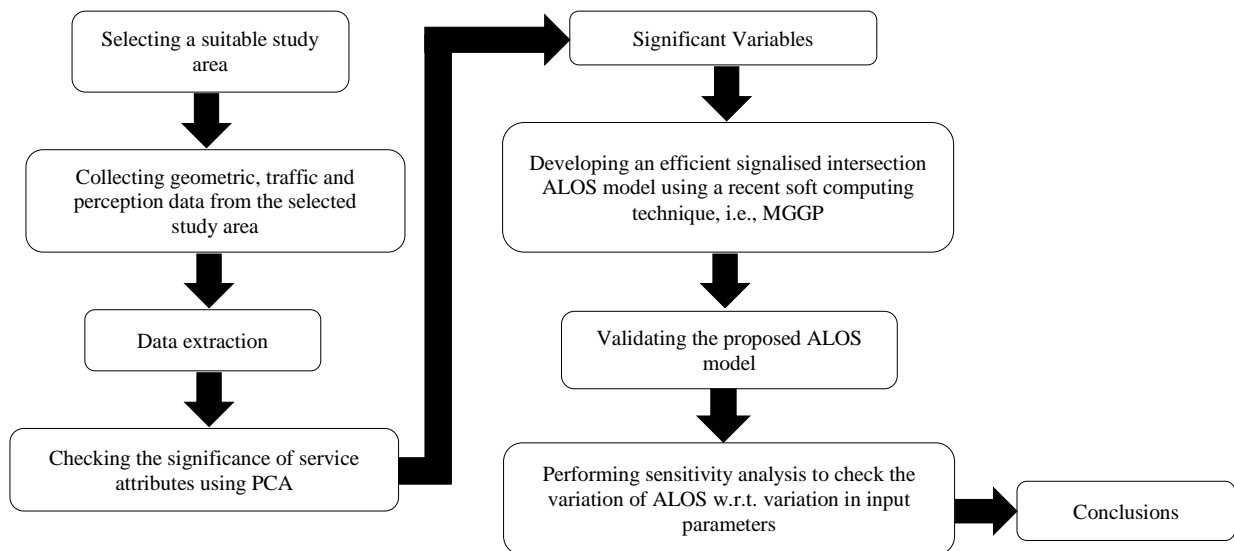 Selecting a suitable study
area
Collecting geometric, traffic and
perception data from the selected
study area
Data extraction
Checking the significance of service
attributes using PCA
Significant Variables
Developing an efficient signalised intersection
ALOS model using a recent soft computing
technique, i.e., MGGP
Validating the proposed ALOS
model
Performing sensitivity analysis to check the
variation of ALOS w.r.t. variation in input
parameters
Conclusions